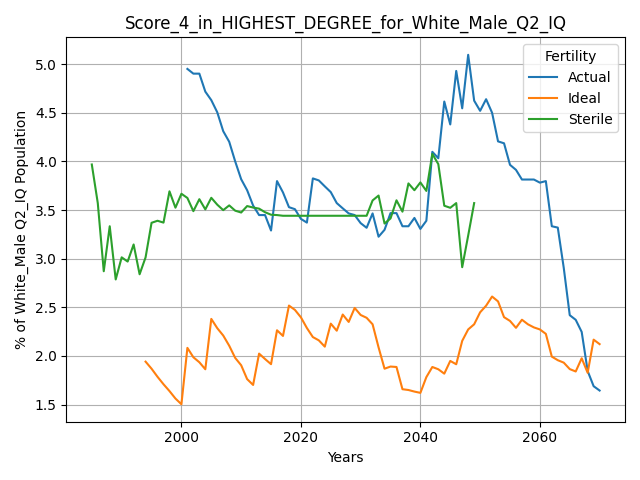 Score_4_in_HIGHEST_DEGREE_for_White_Male_Q2_IQ
Fertility
Actual
Ideal
Sterile
% of White_Male Q2_IQ Population
5.0
4.5
4.0
3.5
3.0
2.5
2.0
1.5
2000
2020
2040
2060
Years